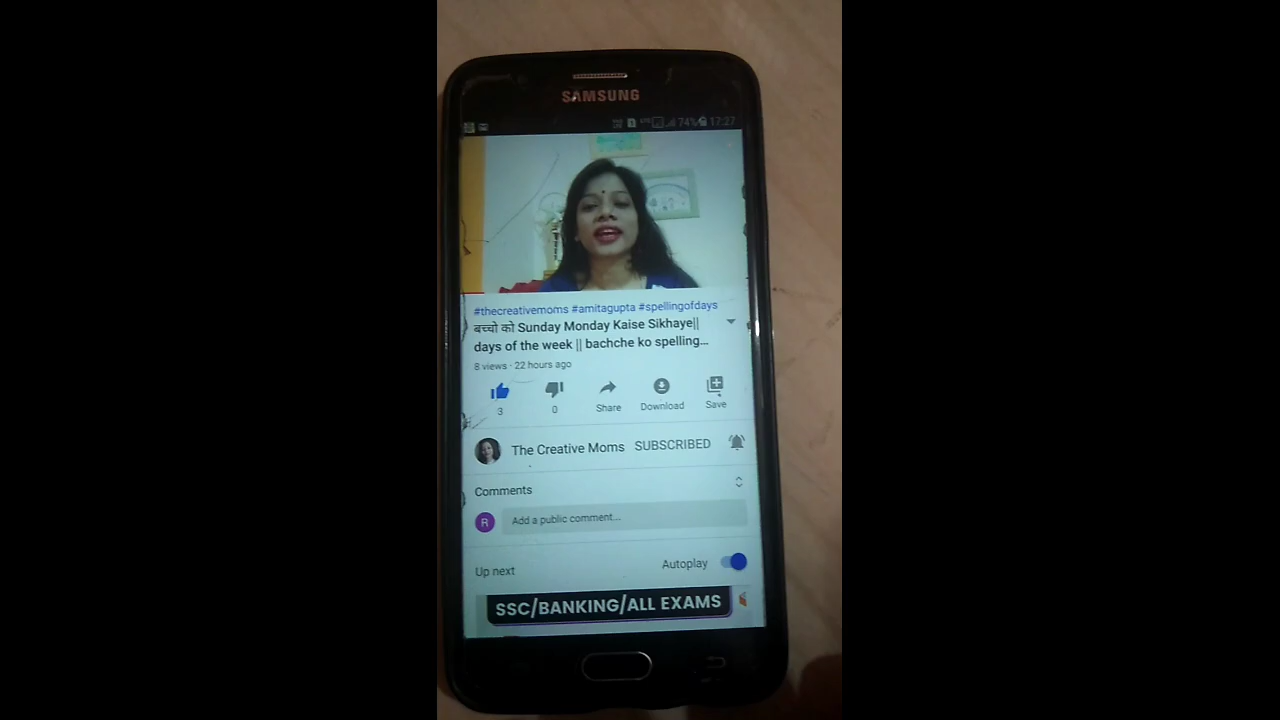 SAMSUNG
74% 17:27
#thecreativemoms #amitagupta #spellingofdays
बच्चो को Sunday Monday Kaise Sikhaye||
days of the week || bachche ko spelling...
8 views · 22 hours ago
3 0 Share Download Save
The Creative Moms SUBSCRIBED
Comments
R Add a public comment...
Up next Autoplay
SSC/BANKING/ALL EXAMS